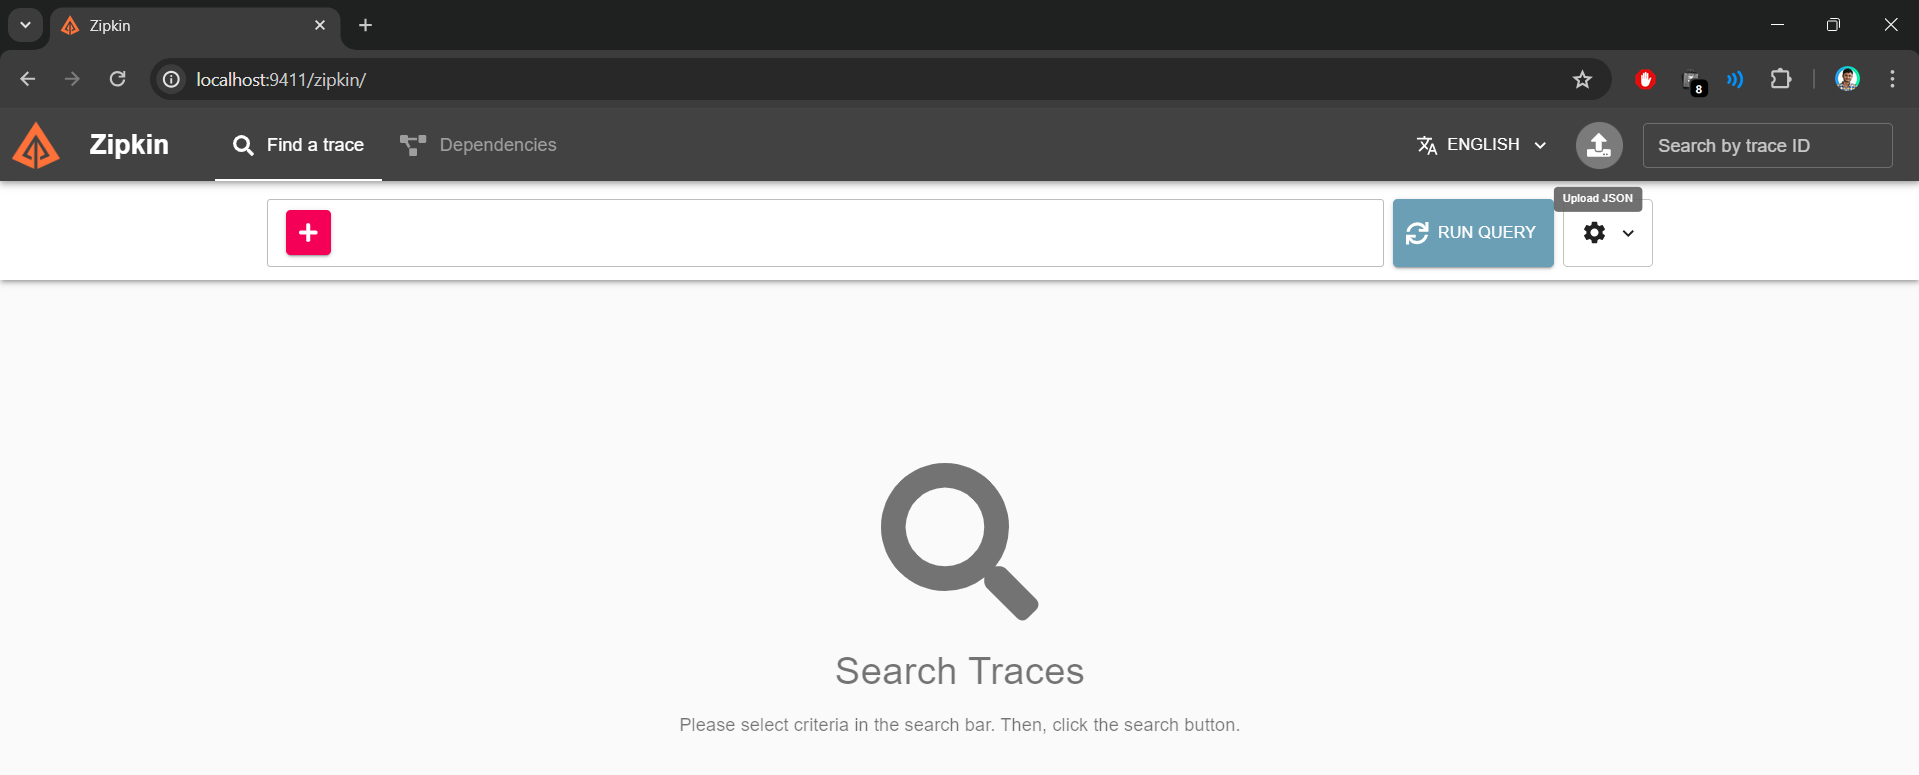 Zipkin
localhost:9411/zipkin/
8
Zipkin
Find a trace
Dependencies
ENGLISH
Search by trace ID
Upload JSON
RUN QUERY
Search Traces
Please select criteria in the search bar. Then, click the search button.